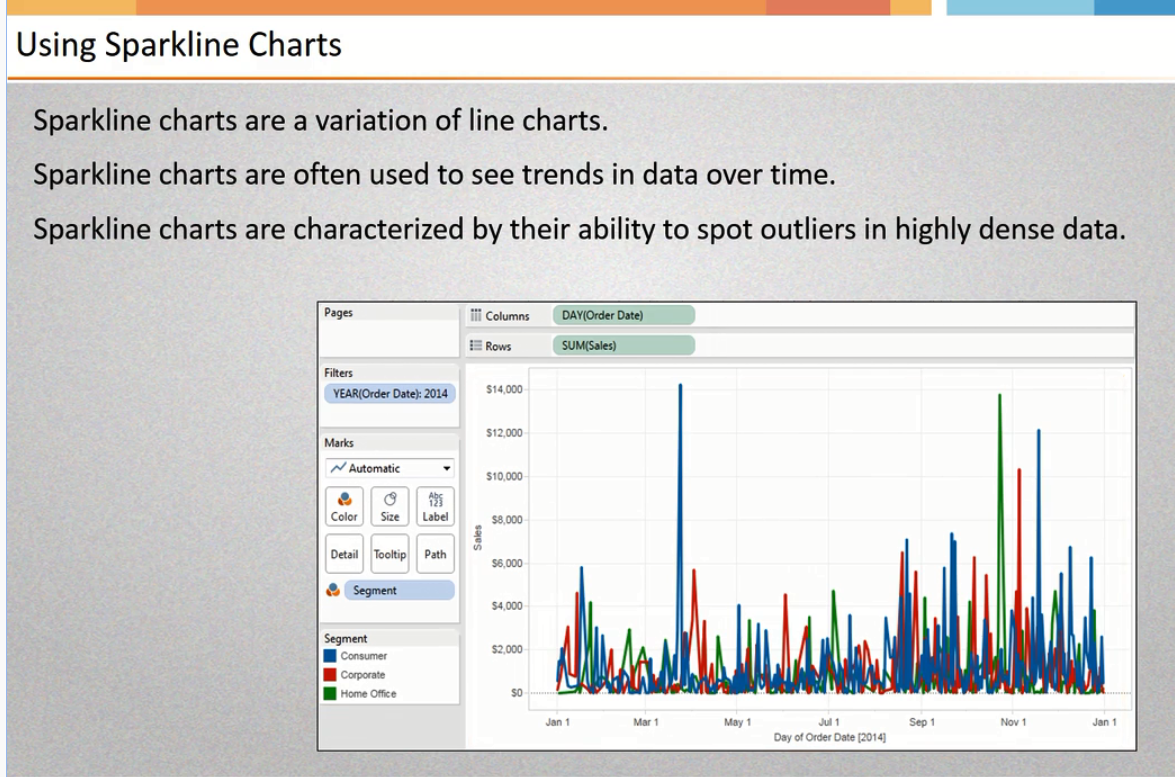 Using Sparkline Charts
Sparkline charts are a variation of line charts.
Sparkline charts are often used to see trends in data over time.
Sparkline charts are characterized by their ability to spot outliers in highly dense data.
Pages
Columns DAY(Order Date)
Rows SUM(Sales)
Filters
YEAR(Order Date): 2014
Marks
Automatic
Color Size Abc 123 Label
Detail Tooltip Path
Segment
Segment
Consumer
Corporate
Home Office
Sales
$14,000
$12,000
$10,000
$8,000
$6,000
$4,000
$2,000
$0
Jan 1 Mar 1 May 1 Jul 1 Sep 1 Nov 1 Jan 1
Day of Order Date [2014]